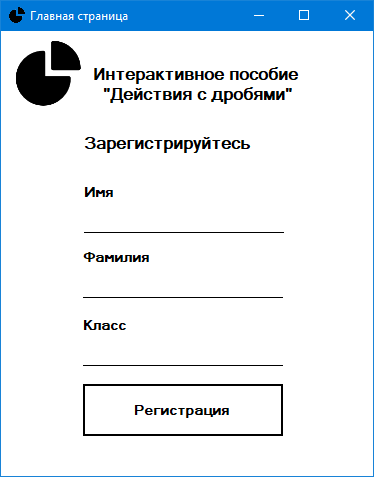 Главная страница
Интерактивное пособие
"Действия с дробями"
Зарегистрируйтесь
Имя
Фамилия
Класс
Регистрация